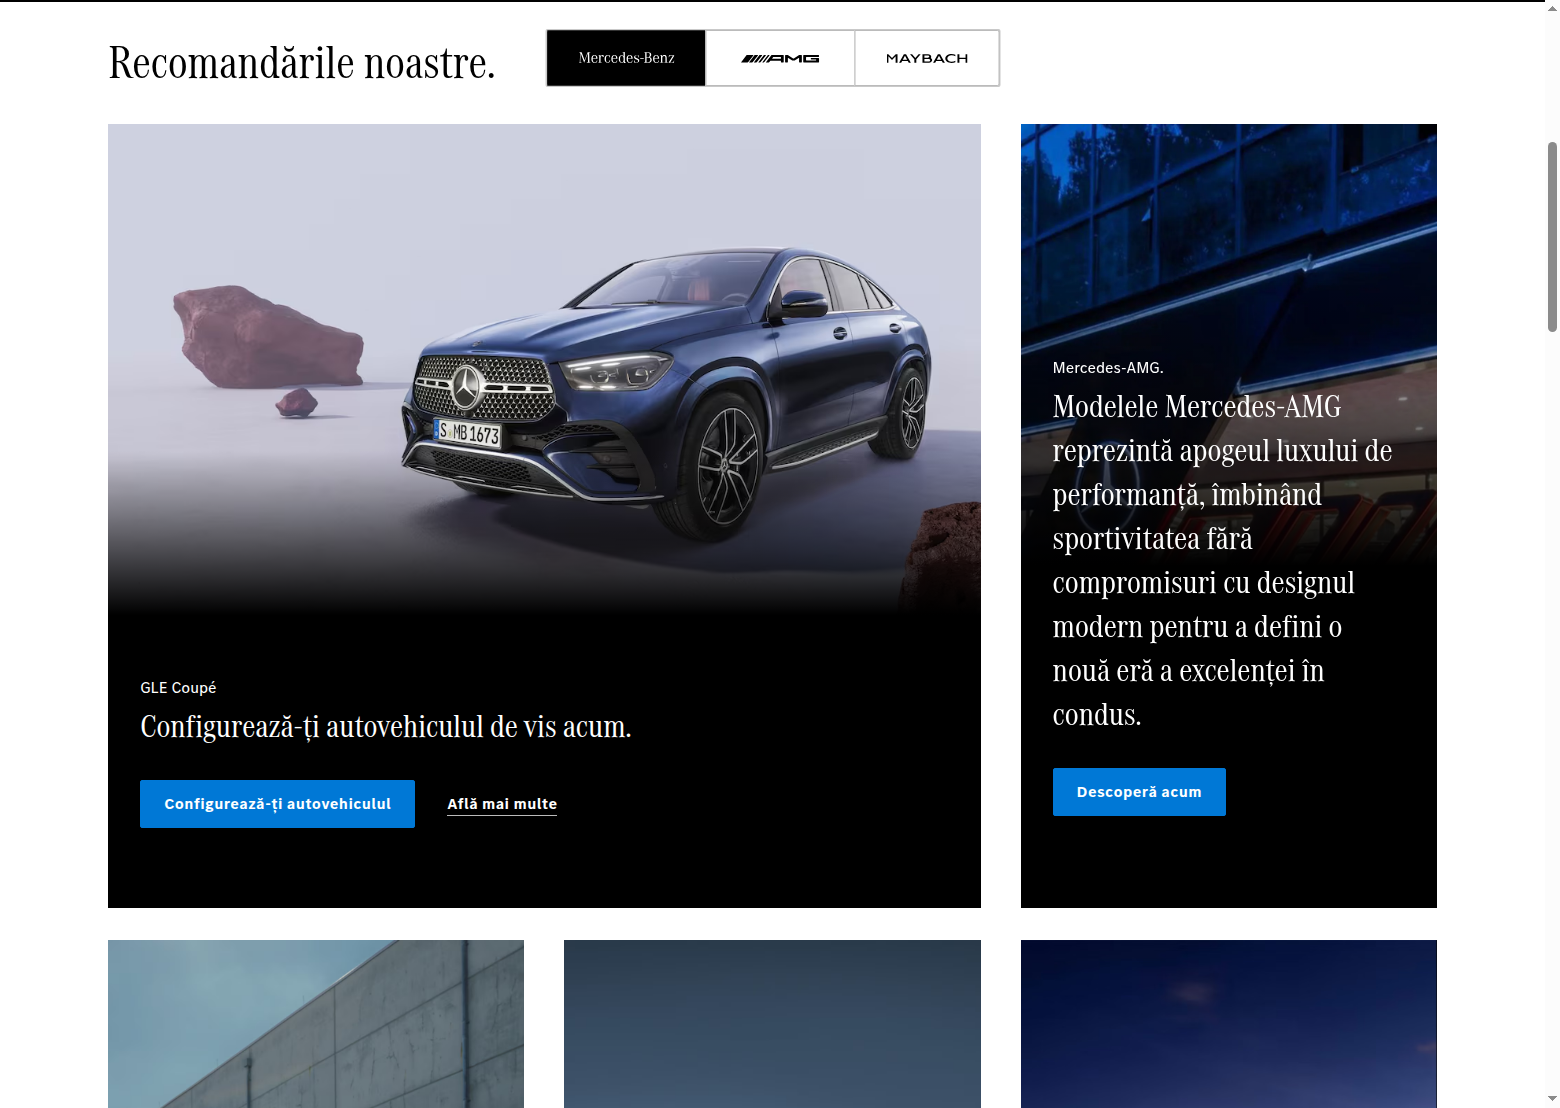 Recomandările noastre.
Mercedes-Benz
AMG
MAYBACH
S MB 1673
GLE Coupé
Configurează-ți autovehiculul de vis acum.
Configurează-ți autovehiculul
Află mai multe
Mercedes-AMG.
Modelele Mercedes-AMG
reprezintă apogeul luxului de
performanță, îmbinând
sportivitatea fără
compromisuri cu designul
modern pentru a defini o
nouă eră a excelenței în
condus.
Descoperă acum